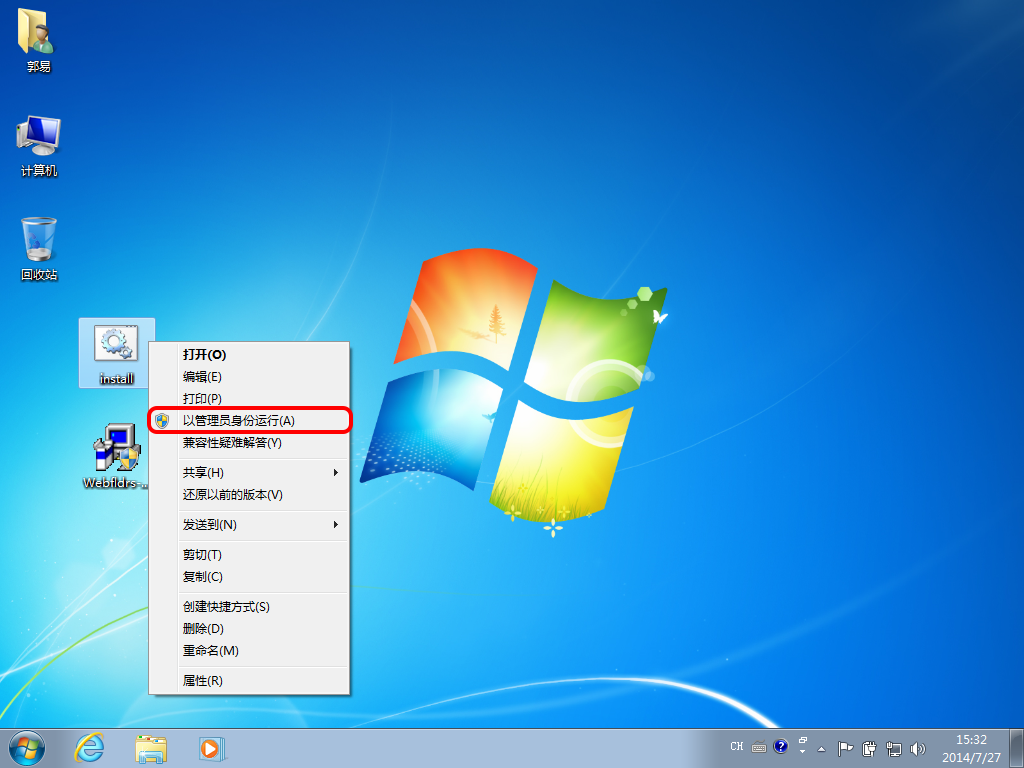 郭易
计算机
回收站
install
Webfldrs-...
打开(O)
编辑(E)
打印(P)
以管理员身份运行(A)
兼容性疑难解答(Y)
共享(H)
还原以前的版本(V)
发送到(N)
剪切(T)
复制(C)
创建快捷方式(S)
删除(D)
重命名(M)
属性(R)
CH
15:32
2014/7/27